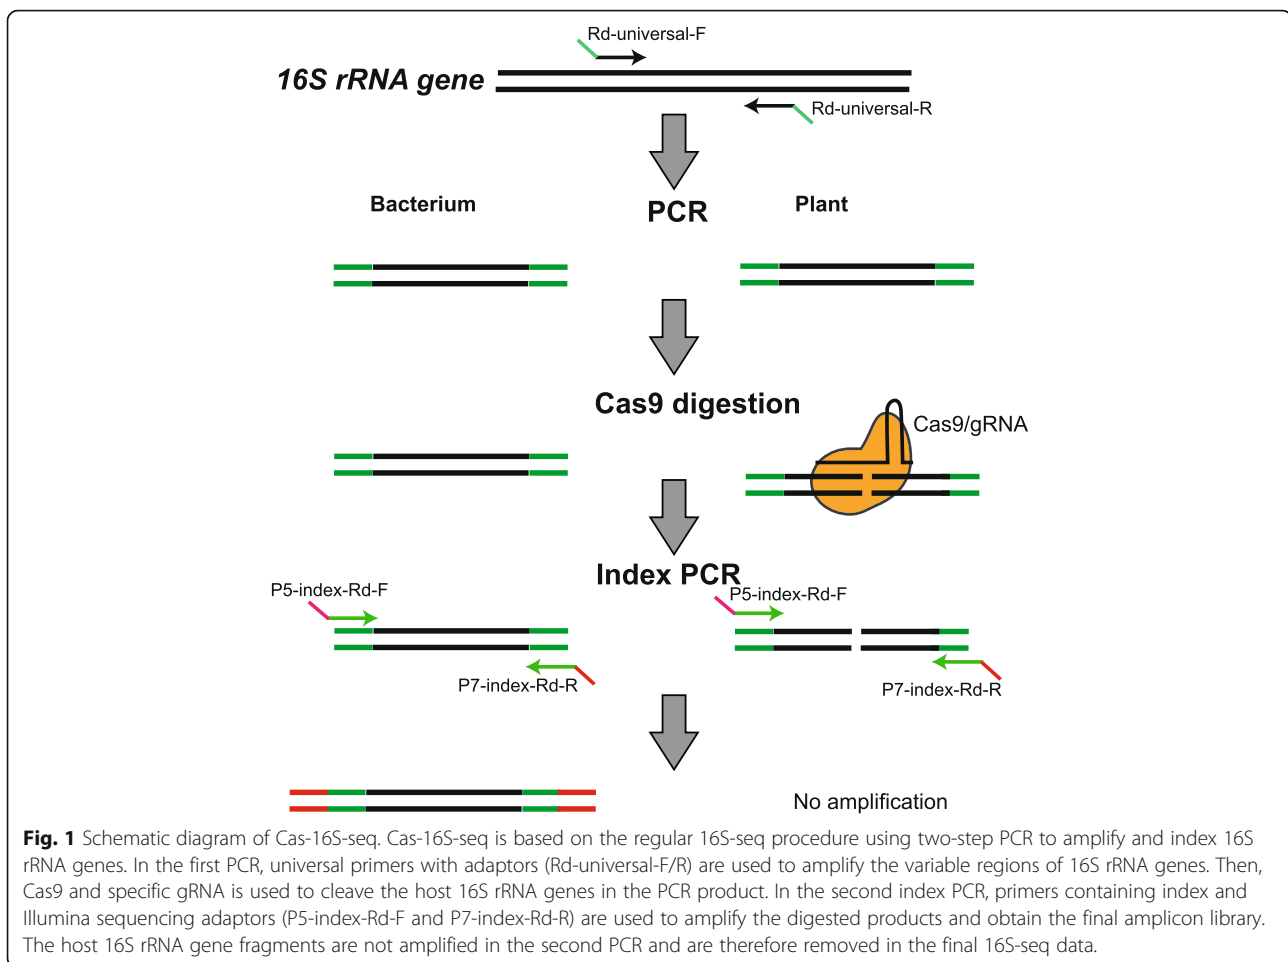 Rd-universal-F
16S rRNA gene
Rd-universal-R
Bacterium
PCR
Plant
Cas9 digestion
Cas9/gRNA
Index PCR
P5-index-Rd-F
P5-index-Rd-F
P7-index-Rd-R
P7-index-Rd-R
No amplification
Fig. 1 Schematic diagram of Cas-16S-seq. Cas-16S-seq is based on the regular 16S-seq procedure using two-step PCR to amplify and index 16S
rRNA genes. In the first PCR, universal primers with adaptors (Rd-universal-F/R) are used to amplify the variable regions of 16S rRNA genes. Then,
Cas9 and specific gRNA is used to cleave the host 16S rRNA genes in the PCR product. In the second index PCR, primers containing index and
Illumina sequencing adaptors (P5-index-Rd-F and P7-index-Rd-R) are used to amplify the digested products and obtain the final amplicon library.
The host 16S rRNA gene fragments are not amplified in the second PCR and are therefore removed in the final 16S-seq data.